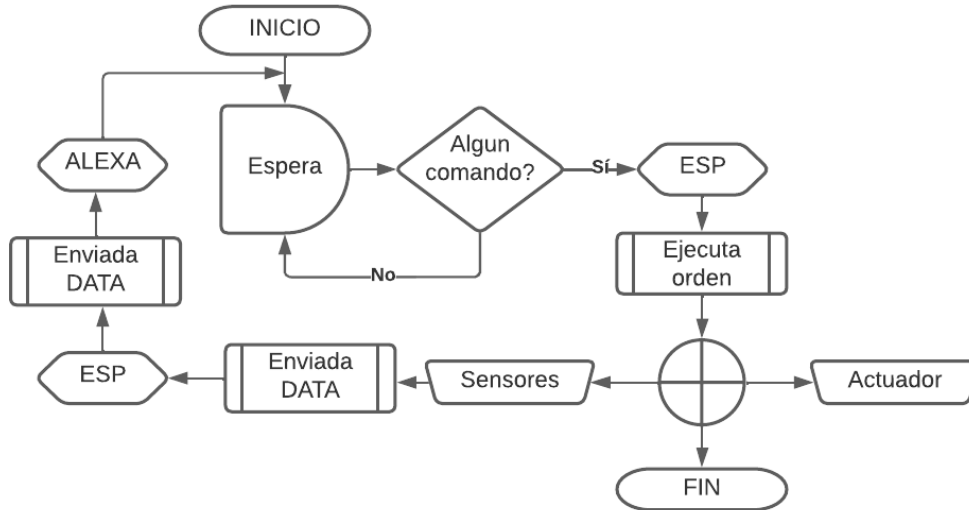 INICIO
ALEXA
Espera
Algun
comando?
Sí
ESP
No
Enviada
DATA
Ejecuta
orden
ESP
Enviada
DATA
Sensores
Actuador
FIN